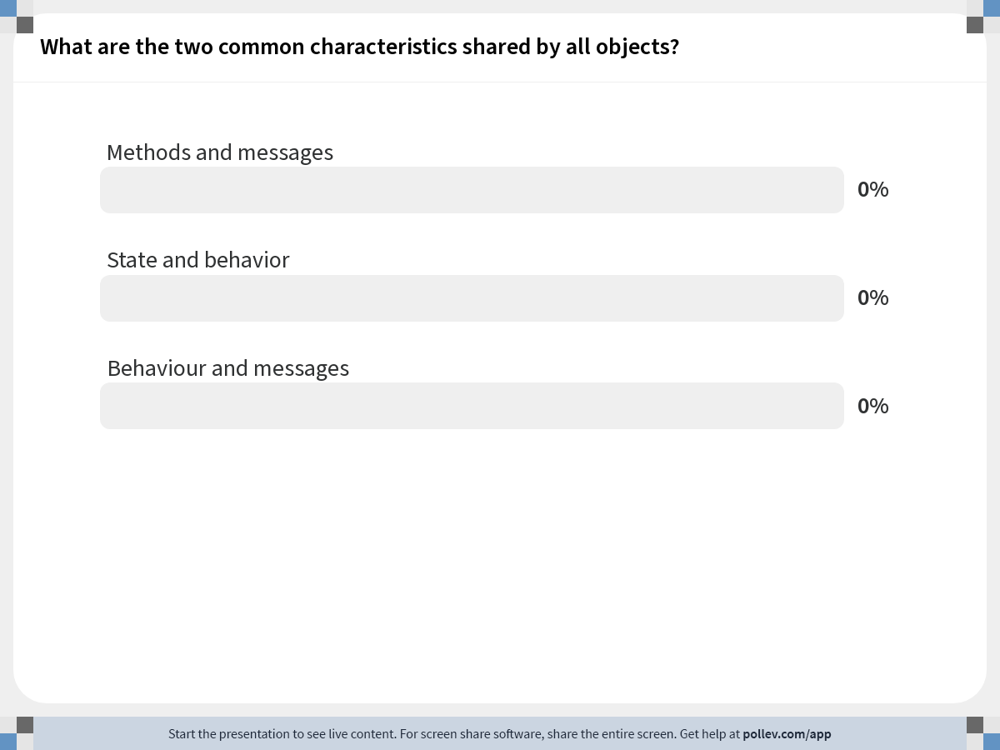 What are the two common characteristics shared by all objects?
Methods and messages
0%
State and behavior
0%
Behaviour and messages
0%
Start the presentation to see live content. For screen share software, share the entire screen. Get help at pollev.com/app